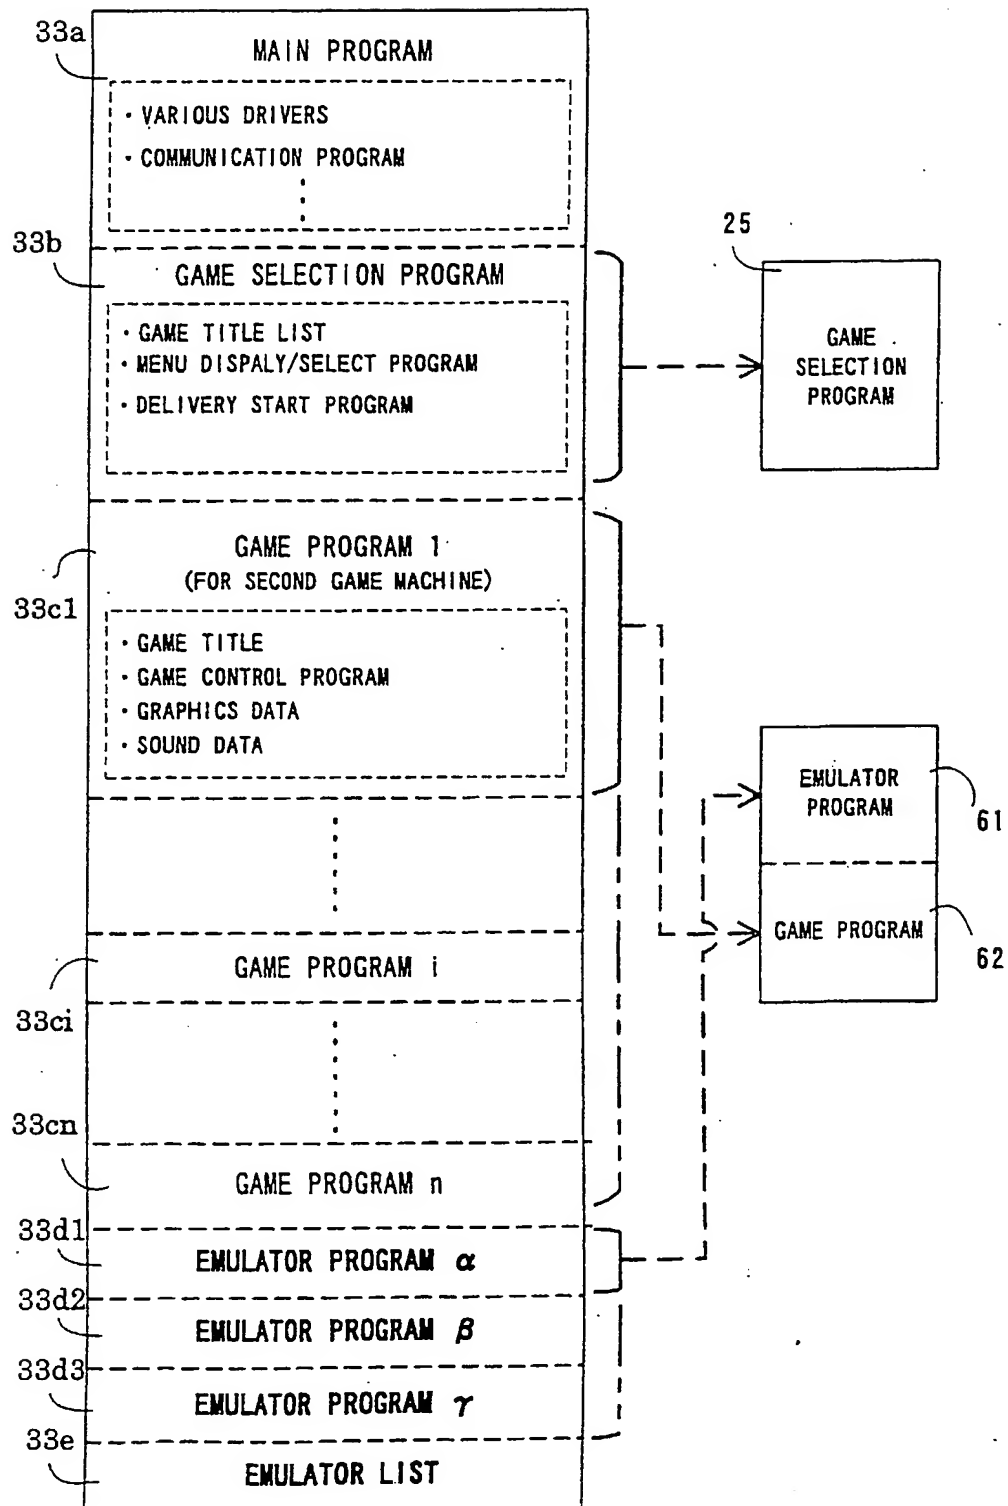 33a
MAIN PROGRAM
· VARIOUS DRIVERS
· COMMUNICATION PROGRAM
33b
GAME SELECTION PROGRAM
· GAME TITLE LIST
· MENU DISPALY/SELECT PROGRAM
· DELIVERY START PROGRAM
25
GAME
SELECTION
PROGRAM
33c1
GAME PROGRAM 1
(FOR SECOND GAME MACHINE)
· GAME TITLE
· GAME CONTROL PROGRAM
· GRAPHICS DATA
· SOUND DATA
EMULATOR
PROGRAM
61
GAME PROGRAM
62
33ci
GAME PROGRAM i
33cn
GAME PROGRAM n
33d1
EMULATOR PROGRAM α
33d2
EMULATOR PROGRAM β
33d3
EMULATOR PROGRAM γ
33e
EMULATOR LIST